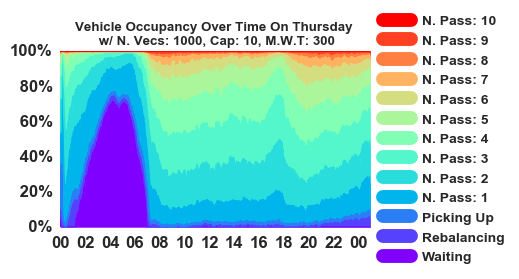 Vehicle Occupancy Over Time On Thursday
w/ N. Vecs: 1000, Cap: 10, M.W.T: 300
100%
80%
60%
40%
20%
0%
00 02 04 06 08 10 12 14 16 18 20 22 00
N. Pass: 10
N. Pass: 9
N. Pass: 8
N. Pass: 7
N. Pass: 6
N. Pass: 5
N. Pass: 4
N. Pass: 3
N. Pass: 2
N. Pass: 1
Picking Up
Rebalancing
Waiting